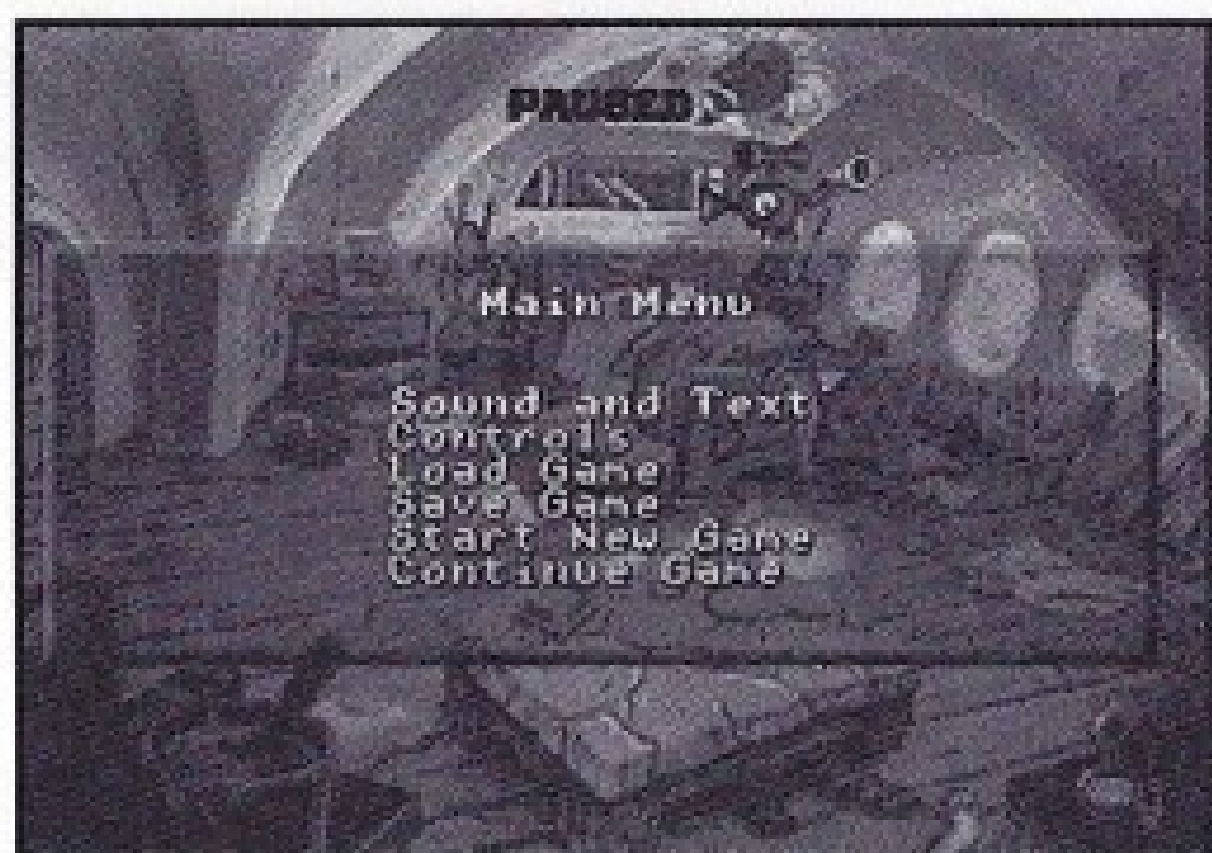 PAUSED
Main Menu
Sound and Text
Controls
Load Game
Save Game
Start New Game
Continue Game